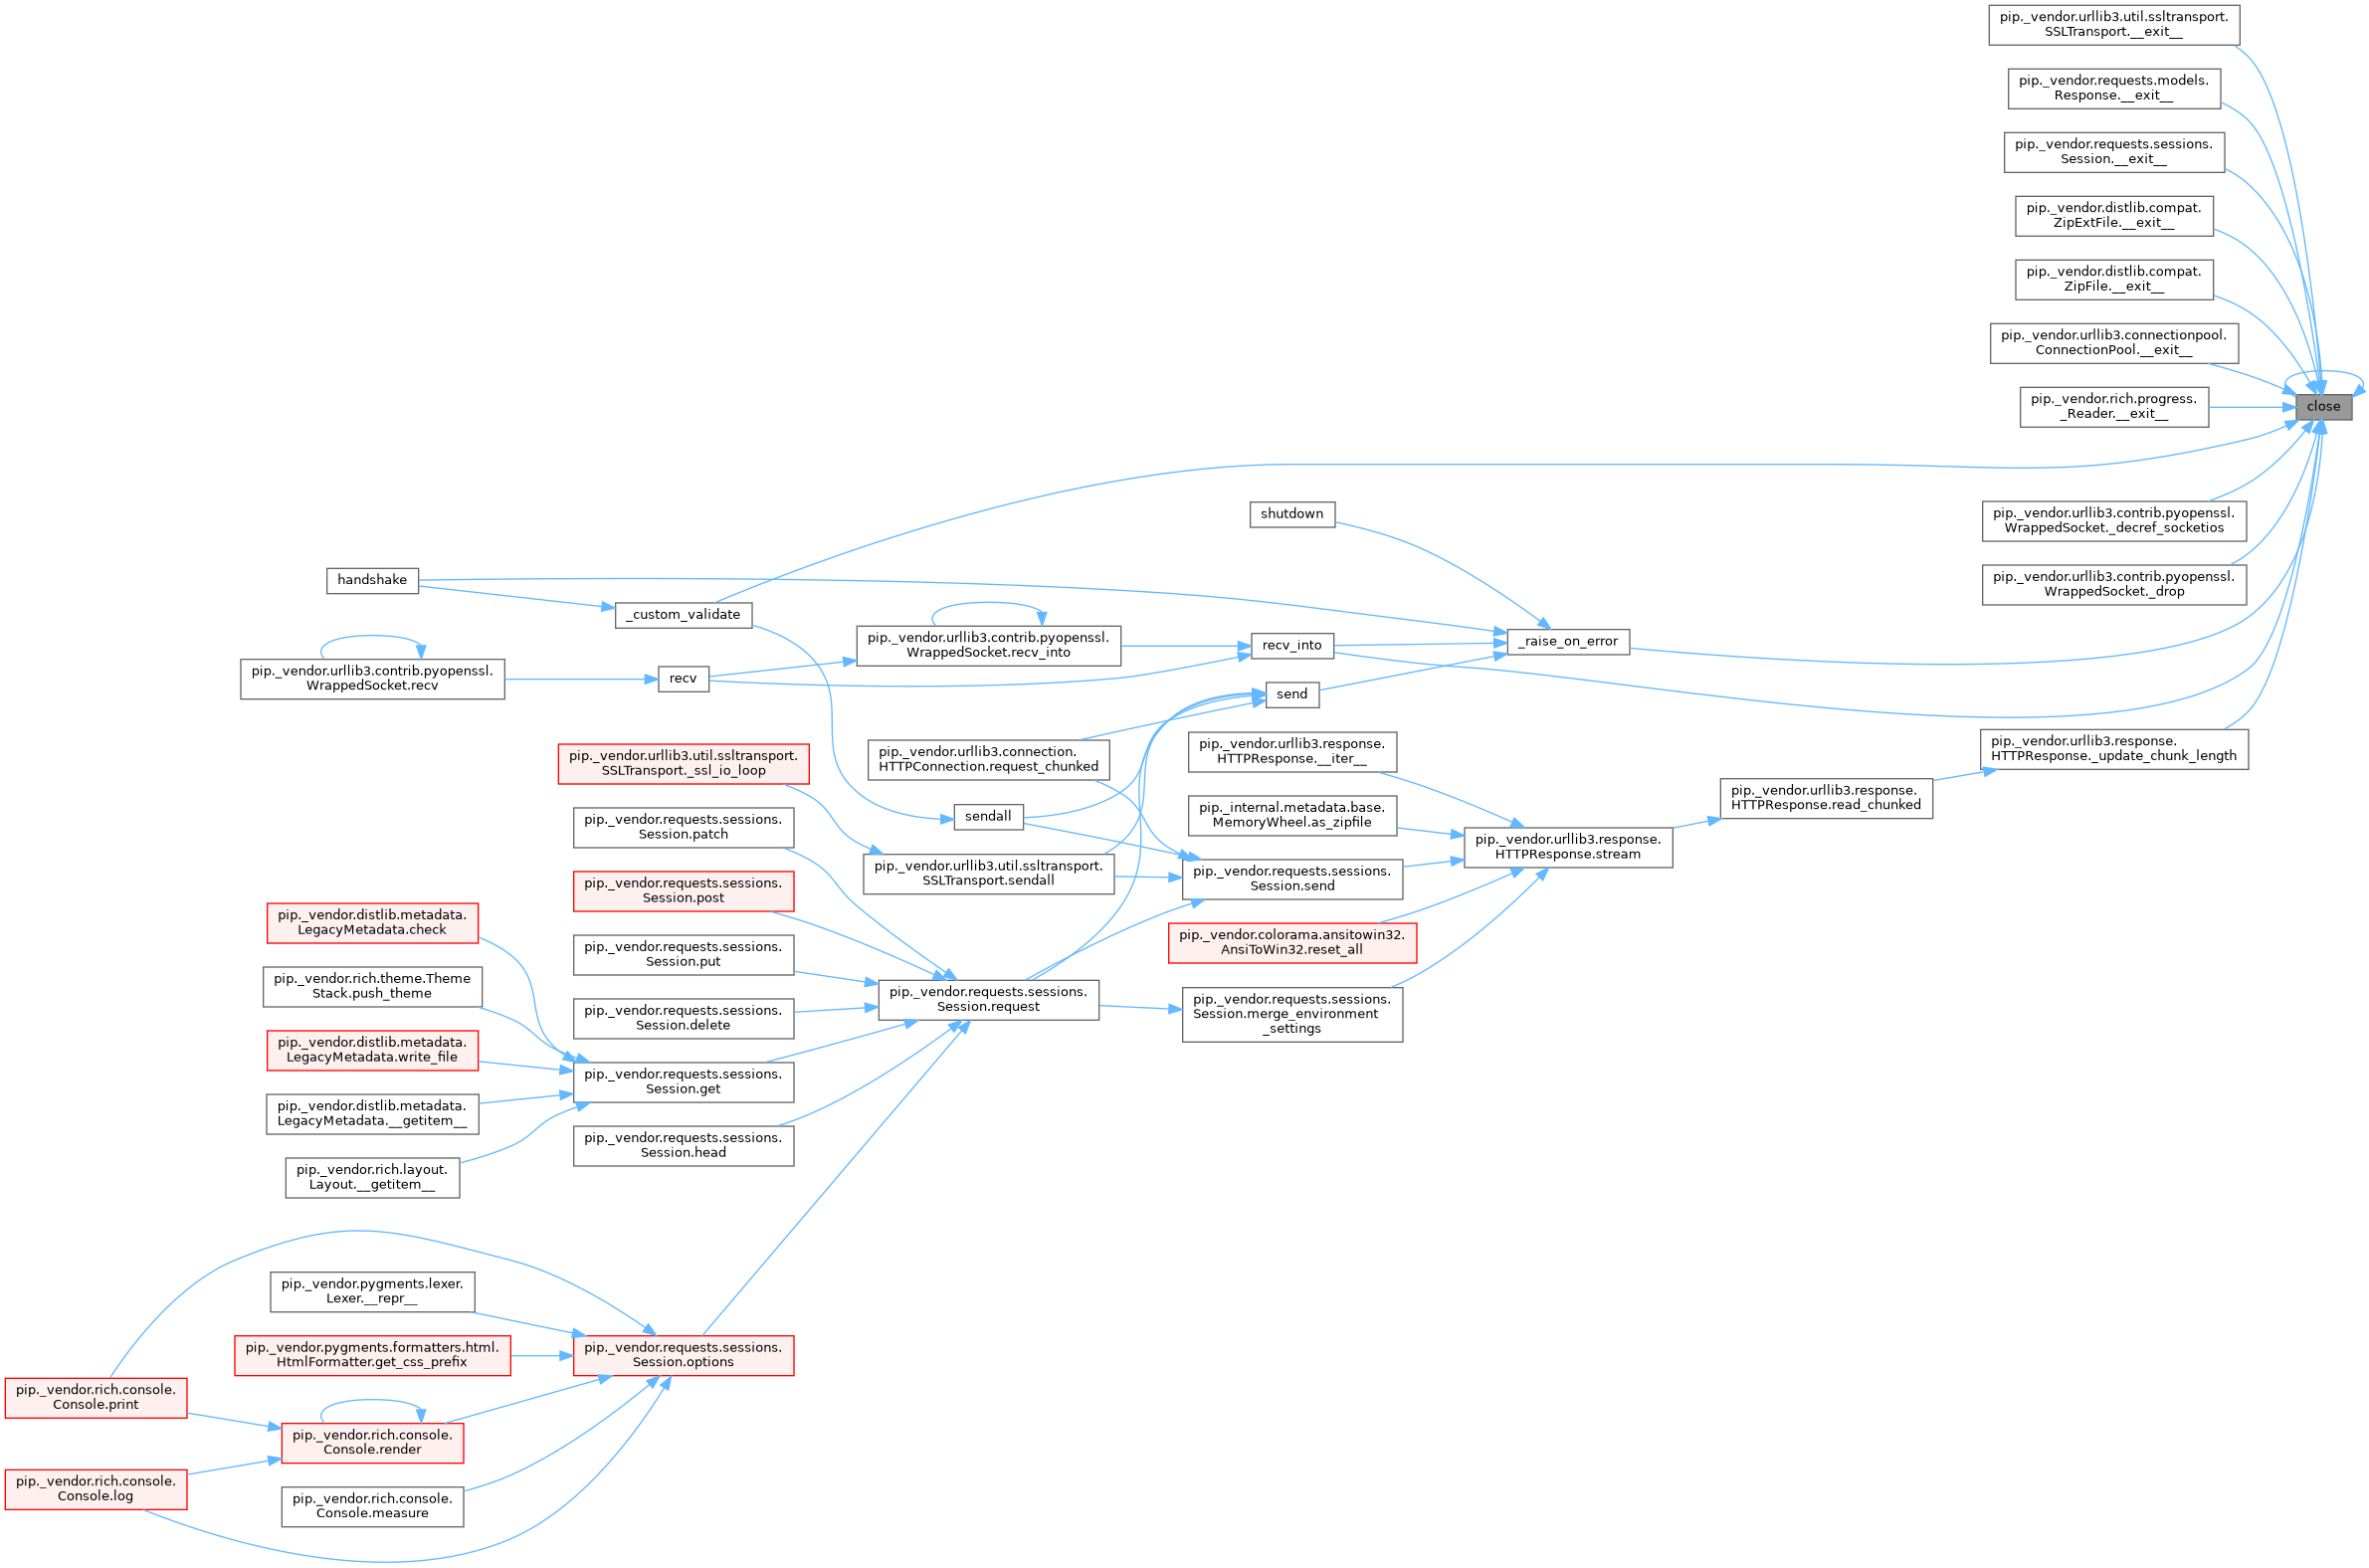 pip._vendor.urllib3.util.ssltransport.
SSLTransport.__exit__
pip._vendor.requests.models.
Response.__exit__
pip._vendor.requests.sessions.
Session.__exit__
pip._vendor.distlib.compat.
ZipExtFile.__exit__
pip._vendor.distlib.compat.
ZipFile.__exit__
pip._vendor.urllib3.connectionpool.
ConnectionPool.__exit__
pip._vendor.rich.progress.
_Reader.__exit__
close
pip._vendor.urllib3.contrib.pyopenssl.
WrappedSocket._decref_socketios
pip._vendor.urllib3.contrib.pyopenssl.
WrappedSocket._drop
shutdown
handshake
_custom_validate
pip._vendor.urllib3.contrib.pyopenssl.
WrappedSocket.recv_into
recv_into
_raise_on_error
pip._vendor.urllib3.contrib.pyopenssl.
WrappedSocket.recv
recv
send
pip._vendor.urllib3.response.
HTTPResponse._update_chunk_length
pip._vendor.urllib3.util.ssltransport.
SSLTransport._ssl_io_loop
pip._vendor.urllib3.connection.
HTTPConnection.request_chunked
pip._vendor.urllib3.response.
HTTPResponse.__iter__
pip._vendor.urllib3.response.
HTTPResponse.read_chunked
pip._vendor.requests.sessions.
Session.patch
sendall
pip._internal.metadata.base.
MemoryWheel.as_zipfile
pip._vendor.urllib3.response.
HTTPResponse.stream
pip._vendor.requests.sessions.
Session.post
pip._vendor.urllib3.util.ssltransport.
SSLTransport.sendall
pip._vendor.requests.sessions.
Session.send
pip._vendor.distlib.metadata.
LegacyMetadata.check
pip._vendor.requests.sessions.
Session.put
pip._vendor.colorama.ansitowin32.
AnsiToWin32.reset_all
pip._vendor.rich.theme.Theme
Stack.push_theme
pip._vendor.requests.sessions.
Session.delete
pip._vendor.requests.sessions.
Session.request
pip._vendor.requests.sessions.
Session.merge_environment
_settings
pip._vendor.distlib.metadata.
LegacyMetadata.write_file
pip._vendor.requests.sessions.
Session.get
pip._vendor.distlib.metadata.
LegacyMetadata.__getitem__
pip._vendor.requests.sessions.
Session.head
pip._vendor.rich.layout.
Layout.__getitem__
pip._vendor.pygments.lexer.
Lexer.__repr__
pip._vendor.pygments.formatters.html.
HtmlFormatter.get_css_prefix
pip._vendor.requests.sessions.
Session.options
pip._vendor.rich.console.
Console.print
pip._vendor.rich.console.
Console.render
pip._vendor.rich.console.
Console.log
pip._vendor.rich.console.
Console.measure